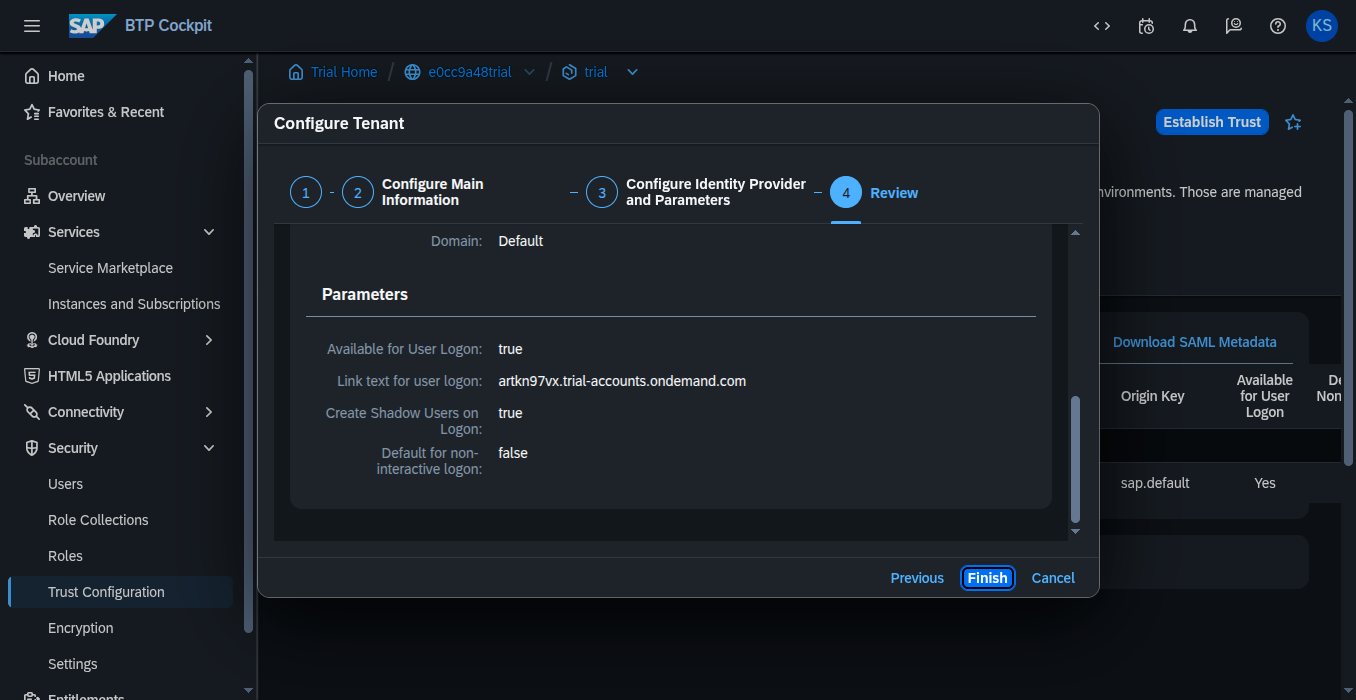 SAP BTP Cockpit
KS
Home
Favorites & Recent
Subaccount
Overview
Services
Service Marketplace
Instances and Subscriptions
Cloud Foundry
HTML5 Applications
Connectivity
Security
Users
Role Collections
Roles
Trust Configuration
Encryption
Settings
Entitlements
Trial Home / e0cc9a48trial / trial
Establish Trust
Those are managed
Download SAML Metadata
Origin Key
Available
for User
Logon
sap.default Yes
Configure Tenant
1 - 2 Configure Main
Information
– 3 Configure Identity Provider
and Parameters
– 4 Review
Domain: Default
Parameters
Available for User Logon: true
Link text for user logon: artkn97vx.trial-accounts.ondemand.com
Create Shadow Users on
Logon: true
Default for non-
interactive logon: false
Previous Finish Cancel